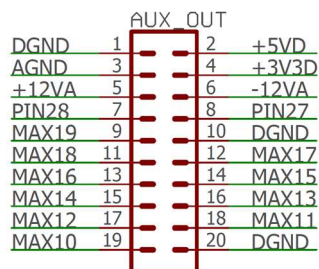 AUX_OUT
DGND 1 2 +5VD
AGND 3 4 +3V3D
+12VA 5 6 -12VA
PIN28 7 8 PIN27
MAX19 9 10 DGND
MAX18 11 12 MAX17
MAX16 13 14 MAX15
MAX14 15 16 MAX13
MAX12 17 18 MAX11
MAX10 19 20 DGND